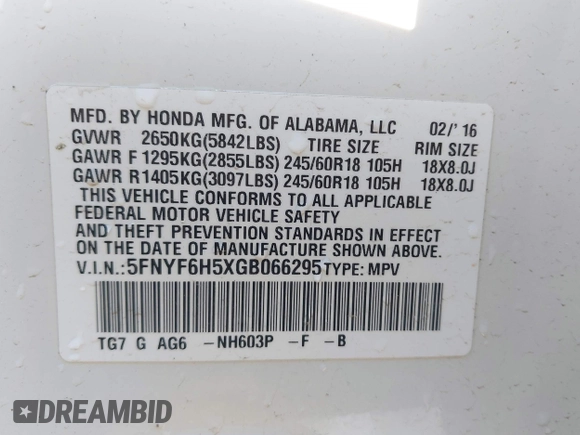 MFD. BY HONDA MFG. OF ALABAMA, LLC 02/'16
GVWR 2650KG(5842LBS) TIRE SIZE RIM SIZE
GAWR F 1295KG(2855LBS) 245/60R18 105H 18X8.0J
GAWR R1405KG(3097LBS) 245/60R18 105H 18X8.0J
THIS VEHICLE CONFORMS TO ALL APPLICABLE
FEDERAL MOTOR VEHICLE SAFETY
AND THEFT PREVENTION STANDARDS IN EFFECT
ON THE DATE OF MANUFACTURE SHOWN ABOVE.
V.I.N.:5FNYF6H5XGB066295 TYPE: MPV
TG7 G AG6 -NH603P -F -B
DREAMBID